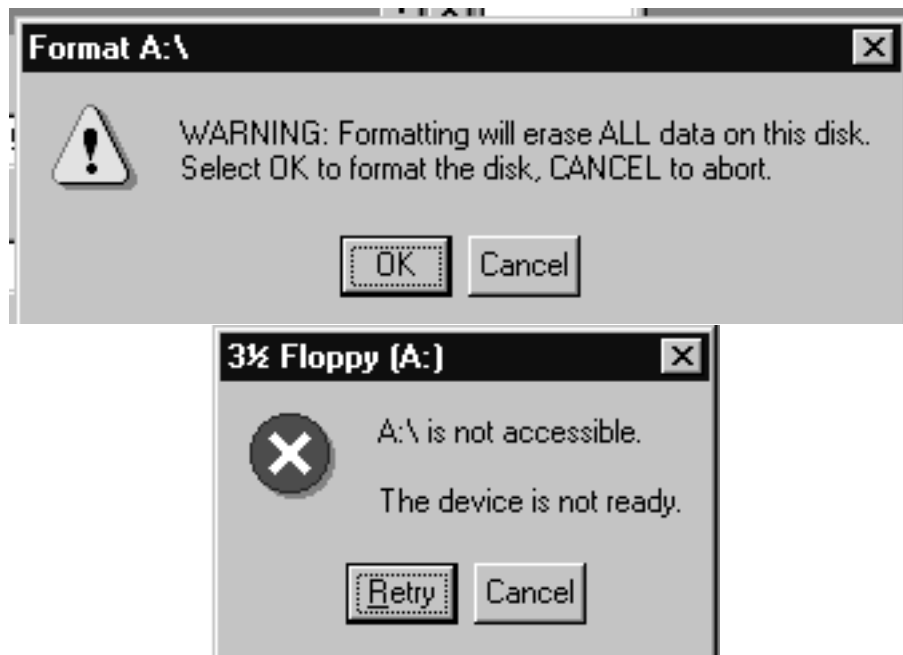 Format A:\
WARNING: Formatting will erase ALL data on this disk.
Select OK to format the disk, CANCEL to abort.
OK Cancel
3½ Floppy (A:)
A:\ is not accessible.
The device is not ready.
Retry Cancel